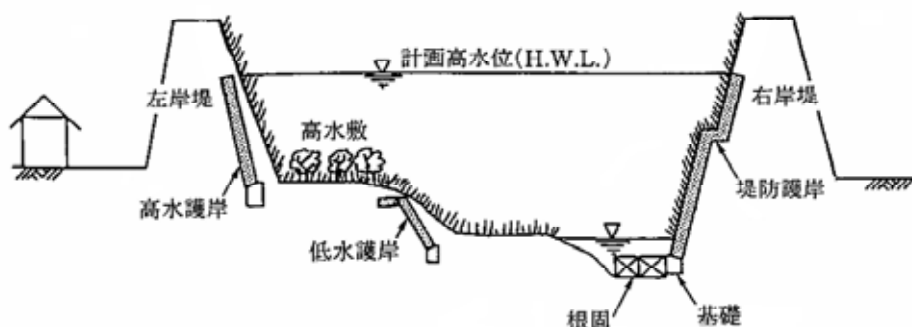 計画高水位(H.W.L.)
左岸堤
右岸堤
高水敷
堤防護岸
高水護岸
低水護岸
根固
基礎